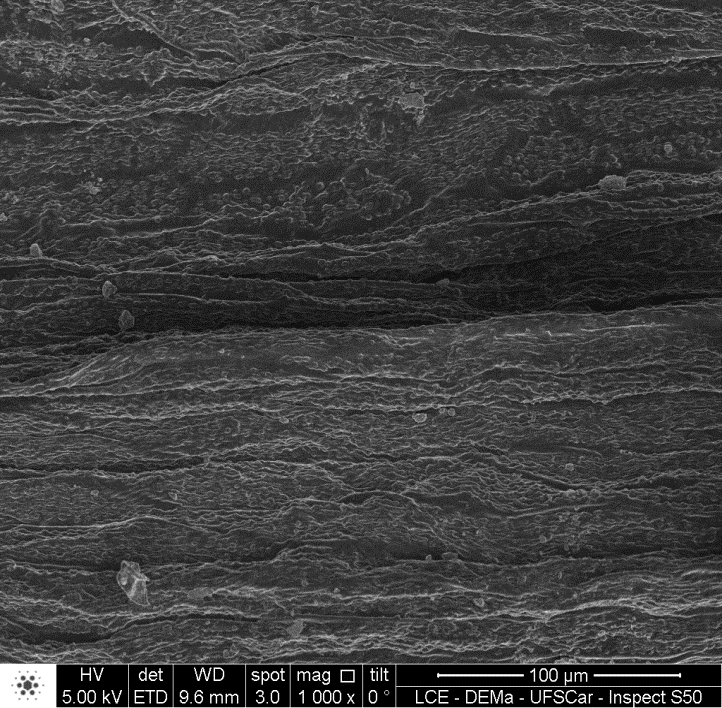 HV det WD spot mag tilt 100 µm
5.00 kV ETD 9.6 mm 3.0 1 000 x 0 ° LCE - DEMa - UFSCar - Inspect S50